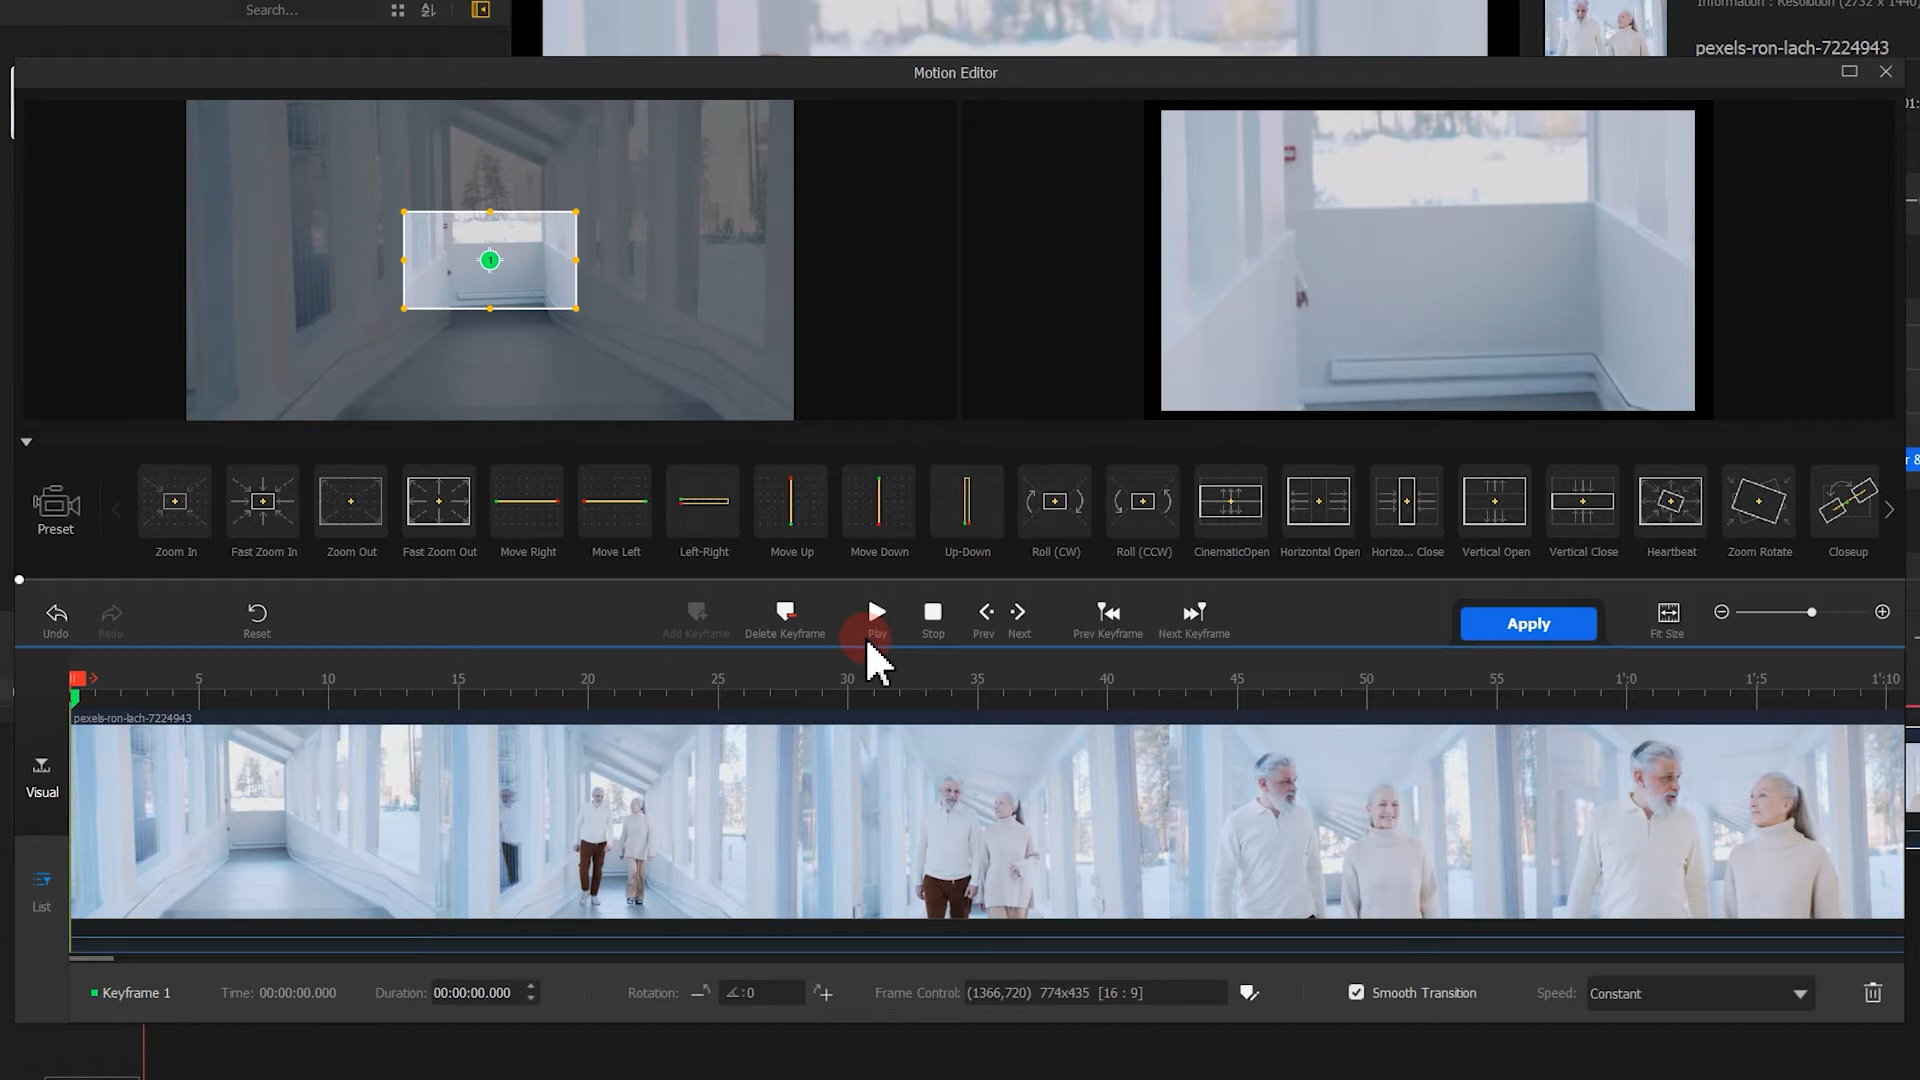 Search...
Information : Resolution (2732 x 1440)
pexels-ron-lach-7224943
Motion Editor
Preset
Zoom In
Fast Zoom In
Zoom Out
Fast Zoom Out
Move Right
Move Left
Left-Right
Move Up
Move Down
Up-Down
Roll (CW)
Roll (CCW)
CinematicOpen
Horizontal Open
Horizo... Close
Vertical Open
Vertical Close
Heartbeat
Zoom Rotate
Closeup
Undo
Redo
Reset
Add Keyframe
Delete Keyframe
Play
Stop
Prev
Next
Prev Keyframe
Next Keyframe
Apply
Fit Size
5 10 15 20 25 30 35 40 45 50 55 1'0 1':5 1':10
pexels-ron-lach-7224943
Visual
List
Keyframe 1 Time: 00:00:00.000 Duration: 00:00:00.000 Rotation: ∠:0 Frame Control: (1366,720) 774x435 [16 : 9] Smooth Transition Speed: Constant